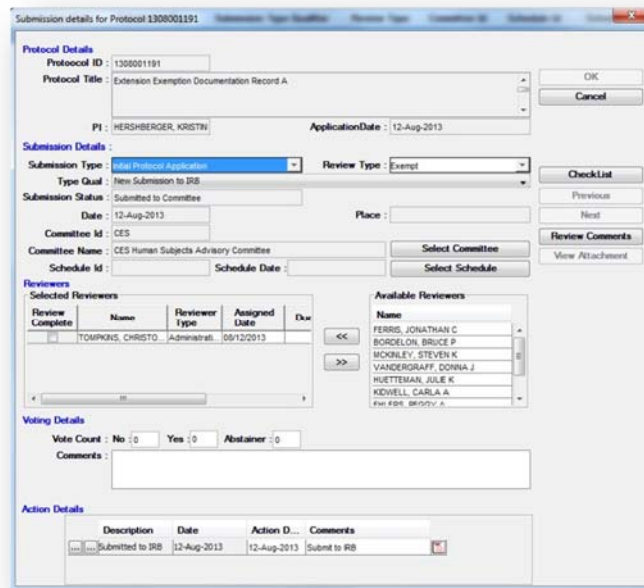 Submission details for Protocol 1308001191
Protocol Details
Protoocol ID : 1308001191
Protocol Title : Extension Exemption Documentation Record A
OK
Cancel
PI : HERSHBERGER, KRISTIN ApplicationDate : 12-Aug-2013
Submission Details :
Submission Type : Initial Protocol Application Review Type : Exempt
Type Qual : New Submission to IRB
CheckList
Submission Status : Submitted to Committee
Previous
Date : 12-Aug-2013 Place :
Next
Committee Id : CES
Review Comments
Committee Name : CES Human Subjects Advisory Committee Select Committee
View Attachment
Schedule Id : Schedule Date : Select Schedule
Reviewers
Selected Reviewers
Review Complete Name Reviewer Type Assigned Date Due
TOMPKINS, CHRISTO... Administrati... 08/12/2013
<<
>>
Available Reviewers
Name
FERRIS, JONATHAN C
BORDELON, BRUCE P
MCKINLEY, STEVEN K
VANDERGRAFF, DONNA J
HUETTEMAN, JULIE K
KIDWELL, CARLA A
EHLERS, PEGGY A
Voting Details
Vote Count : No : 0 Yes : 0 Abstainer : 0
Comments :
Action Details
Description Date Action D... Comments
... ... Submitted to IRB 12-Aug-2013 12-Aug-2013 Submit to IRB